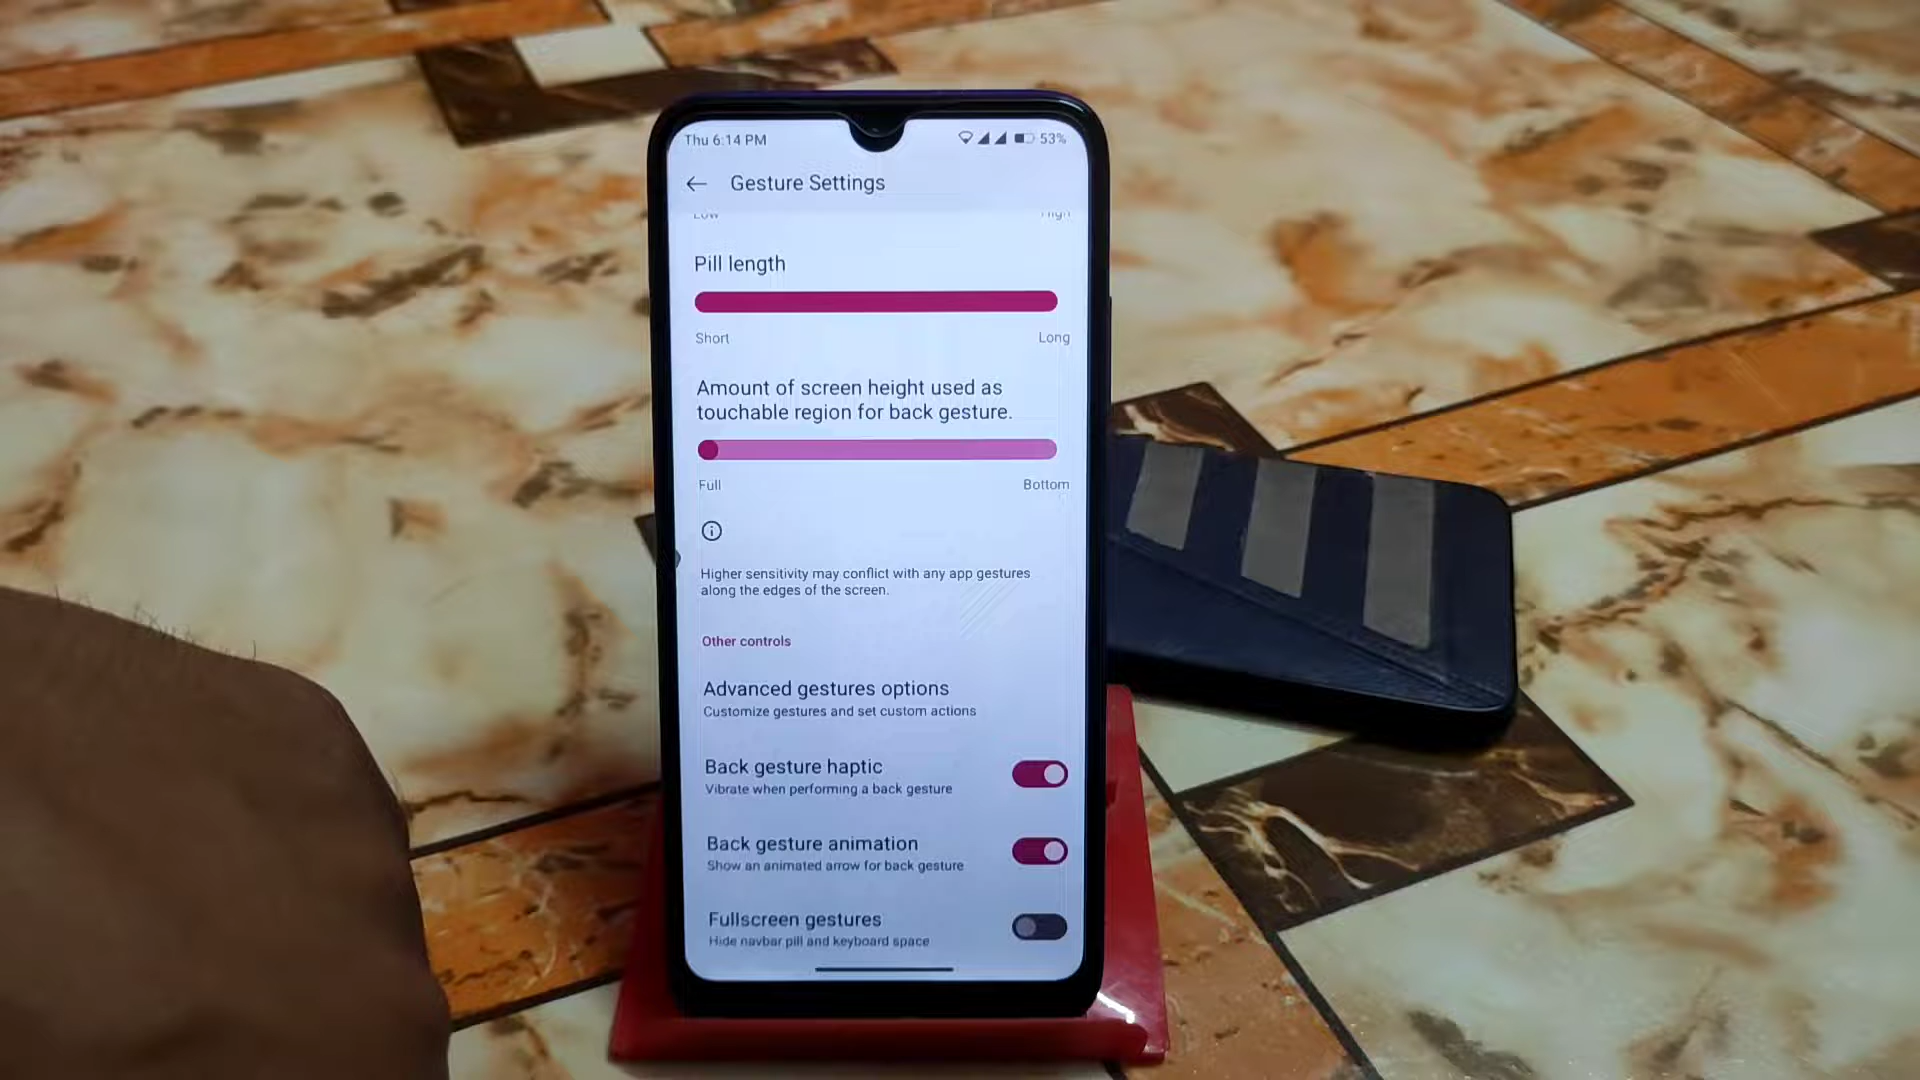 Thu 6:14 PM
53%
Gesture Settings
Low
High
Pill length
Short
Long
Amount of screen height used as
touchable region for back gesture.
Full
Bottom
Higher sensitivity may conflict with any app gestures
along the edges of the screen.
Other controls
Advanced gestures options
Customize gestures and set custom actions
Back gesture haptic
Vibrate when performing a back gesture
Back gesture animation
Show an animated arrow for back gesture
Fullscreen gestures
Hide navbar pill and keyboard space